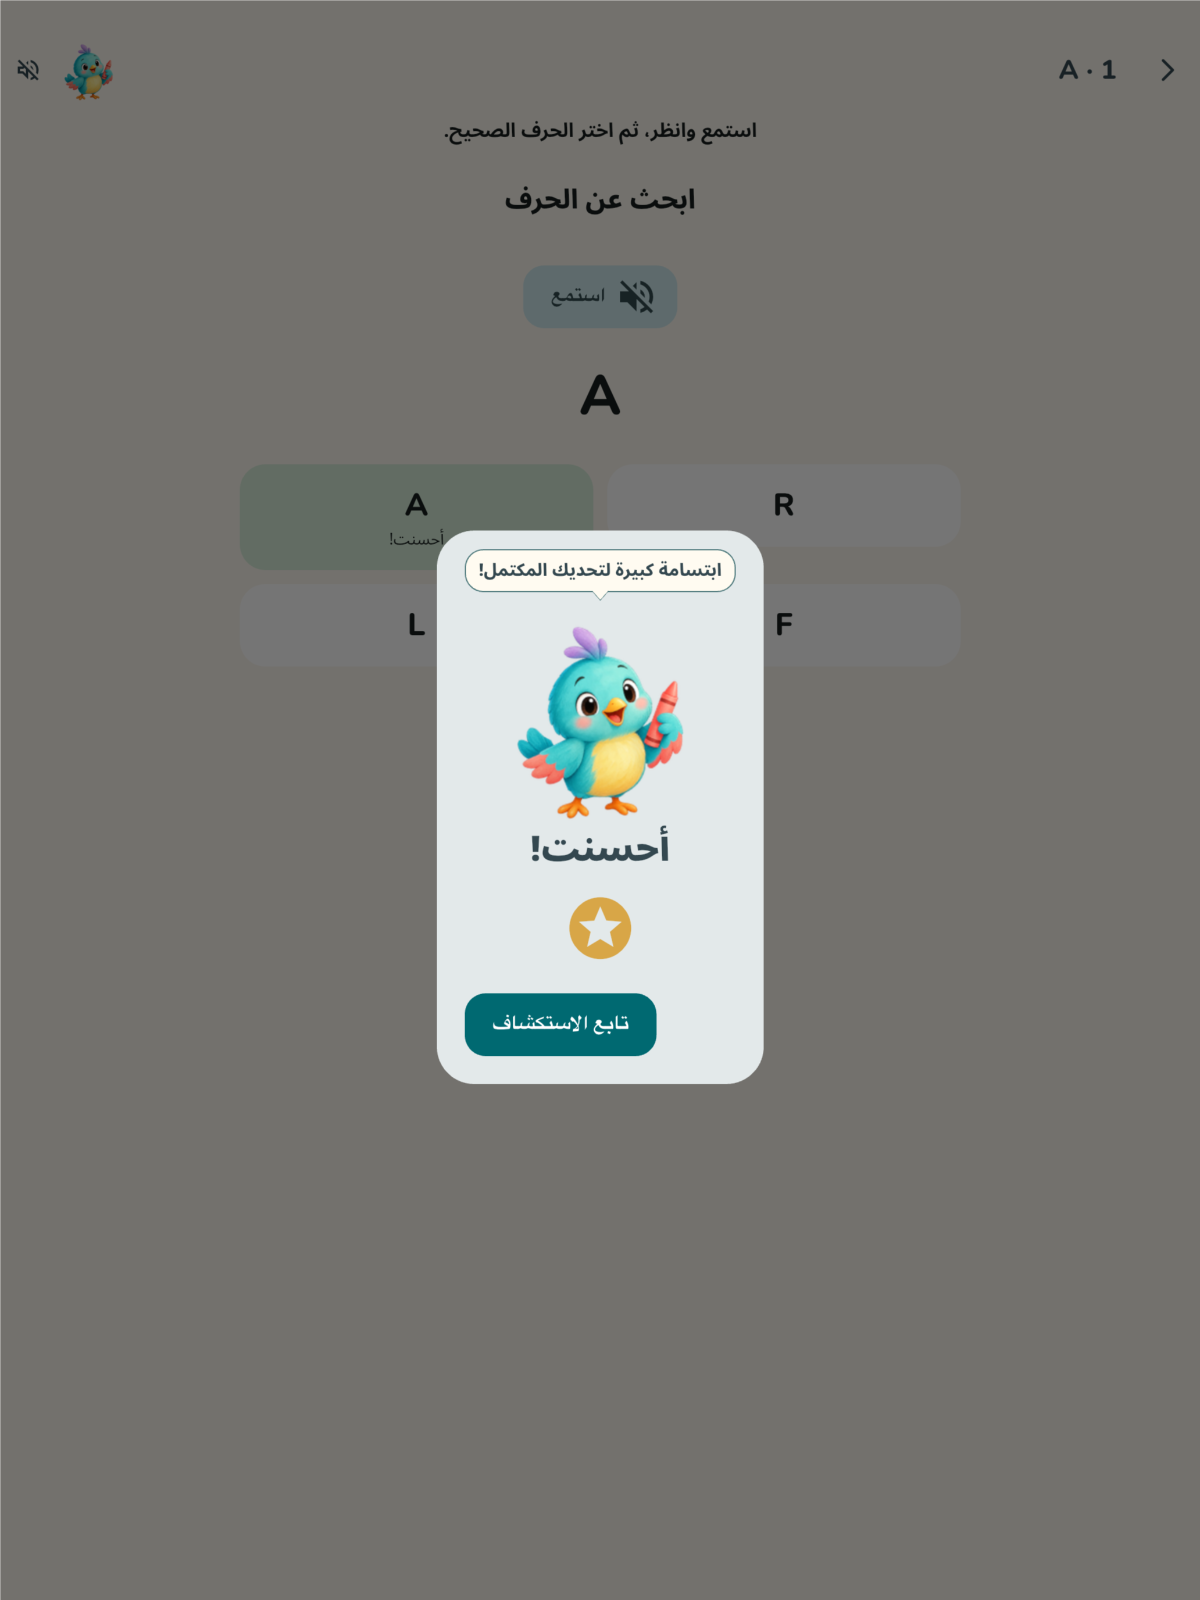 A · 1
استمع وانظر، ثم اختر الحرف الصحيح.
ابحث عن الحرف
استمع
A
A
أحسنت!
R
L
F
ابتسامة كبيرة لتحديك المكتمل!
أحسنت!
تابع الاستكشاف